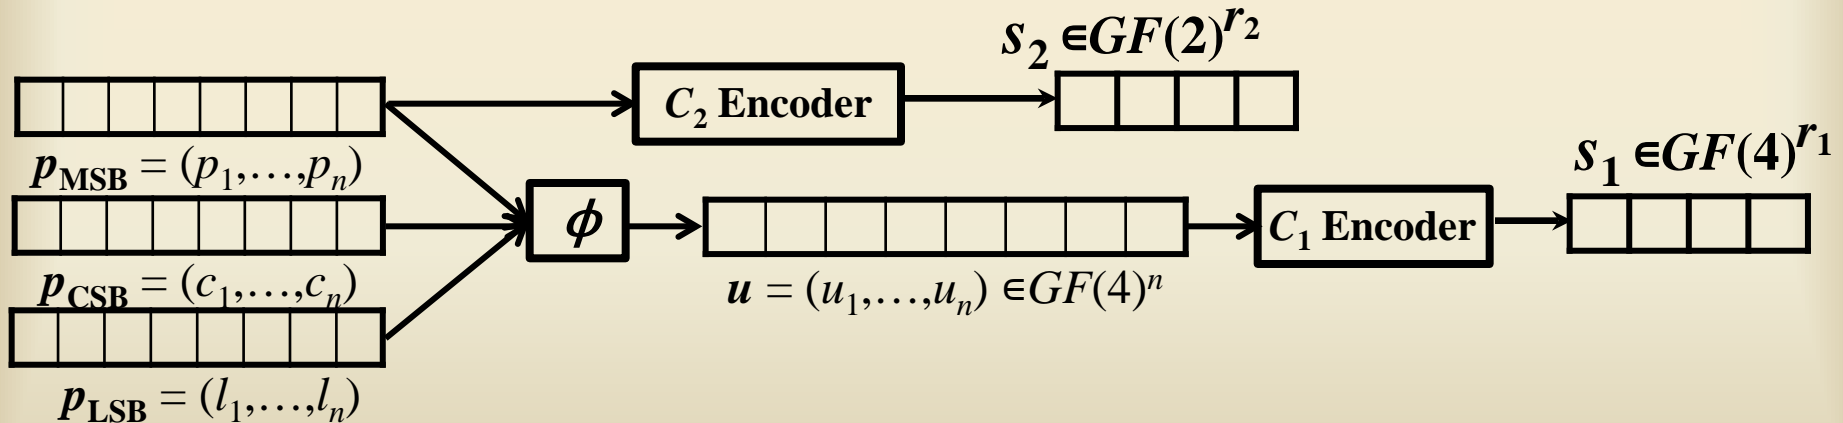 s₂ ∈GF(2)^r₂
C₂ Encoder
p_MSB = (p₁,…,pₙ)
s₁ ∈GF(4)^r₁
ϕ
C₁ Encoder
p_CSB = (c₁,…,cₙ)
u = (u₁,…,uₙ) ∈GF(4)ⁿ
p_LSB = (l₁,…,lₙ)